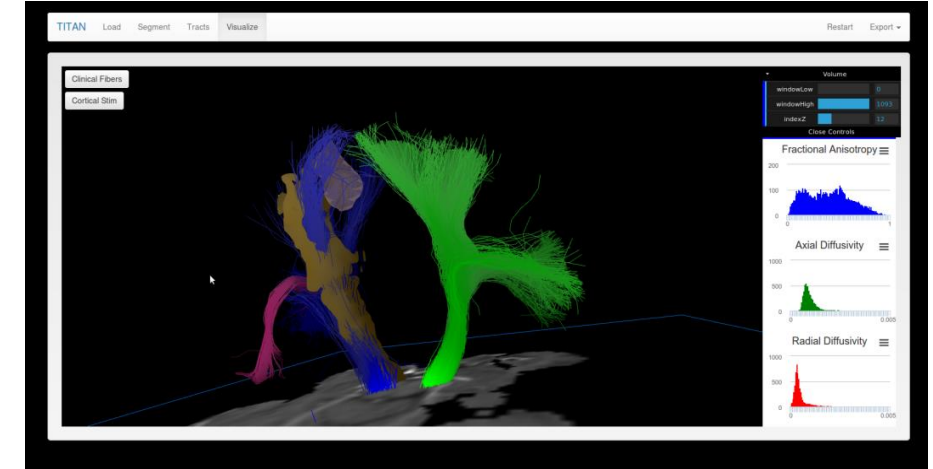 TITAN Load Segment Tracts Visualize Restart Export
Clinical Fibers
Cortical Stim
Volume
windowLow 0
windowHigh 1093
indexZ 12
Close Controls
Fractional Anisotropy
200
100
0
0 1
Axial Diffusivity
1000
500
0
0 0.005
Radial Diffusivity
1000
500
0
0 0.005